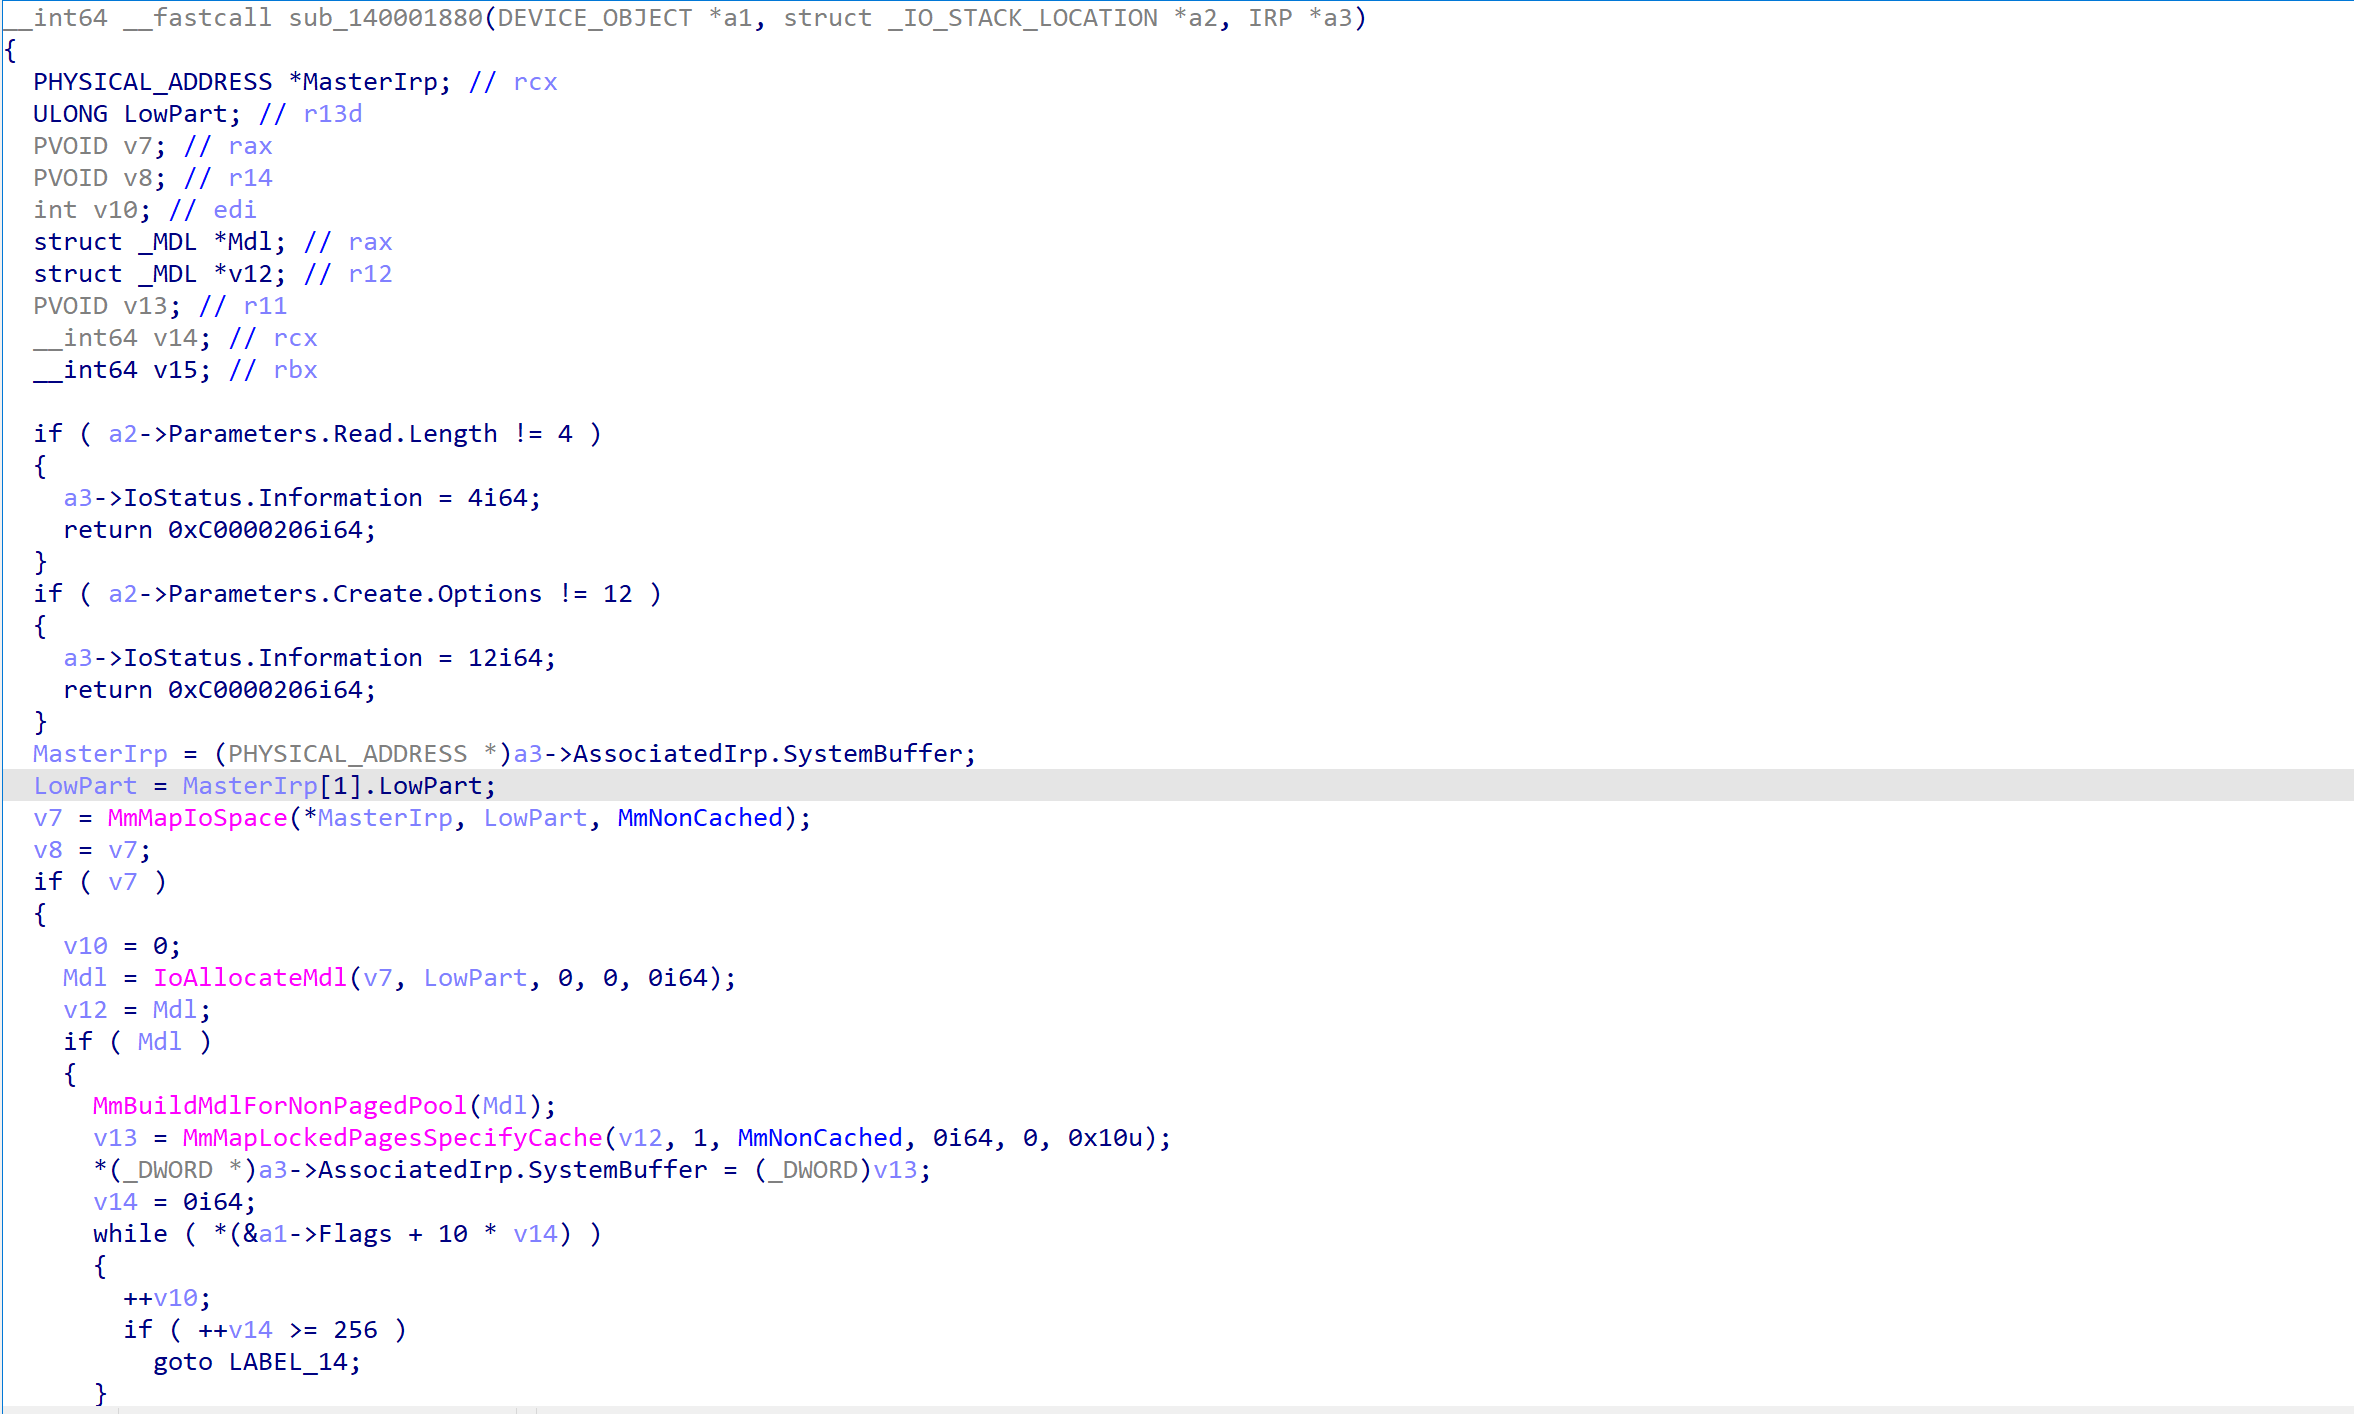 __int64 __fastcall sub_140001880(DEVICE_OBJECT *a1, struct _IO_STACK_LOCATION *a2, IRP *a3)
{
  PHYSICAL_ADDRESS *MasterIrp; // rcx
  ULONG LowPart; // r13d
  PVOID v7; // rax
  PVOID v8; // r14
  int v10; // edi
  struct _MDL *Mdl; // rax
  struct _MDL *v12; // r12
  PVOID v13; // r11
  __int64 v14; // rcx
  __int64 v15; // rbx

  if ( a2->Parameters.Read.Length != 4 )
  {
    a3->IoStatus.Information = 4i64;
    return 0xC0000206i64;
  }
  if ( a2->Parameters.Create.Options != 12 )
  {
    a3->IoStatus.Information = 12i64;
    return 0xC0000206i64;
  }
  MasterIrp = (PHYSICAL_ADDRESS *)a3->AssociatedIrp.SystemBuffer;
  LowPart = MasterIrp[1].LowPart;
  v7 = MmMapIoSpace(*MasterIrp, LowPart, MmNonCached);
  v8 = v7;
  if ( v7 )
  {
    v10 = 0;
    Mdl = IoAllocateMdl(v7, LowPart, 0, 0, 0i64);
    v12 = Mdl;
    if ( Mdl )
    {
      MmBuildMdlForNonPagedPool(Mdl);
      v13 = MmMapLockedPagesSpecifyCache(v12, 1, MmNonCached, 0i64, 0, 0x10u);
      *(_DWORD *)a3->AssociatedIrp.SystemBuffer = (_DWORD)v13;
      v14 = 0i64;
      while ( *(&a1->Flags + 10 * v14) )
      {
        ++v10;
        if ( ++v14 >= 256 )
          goto LABEL_14;
      }